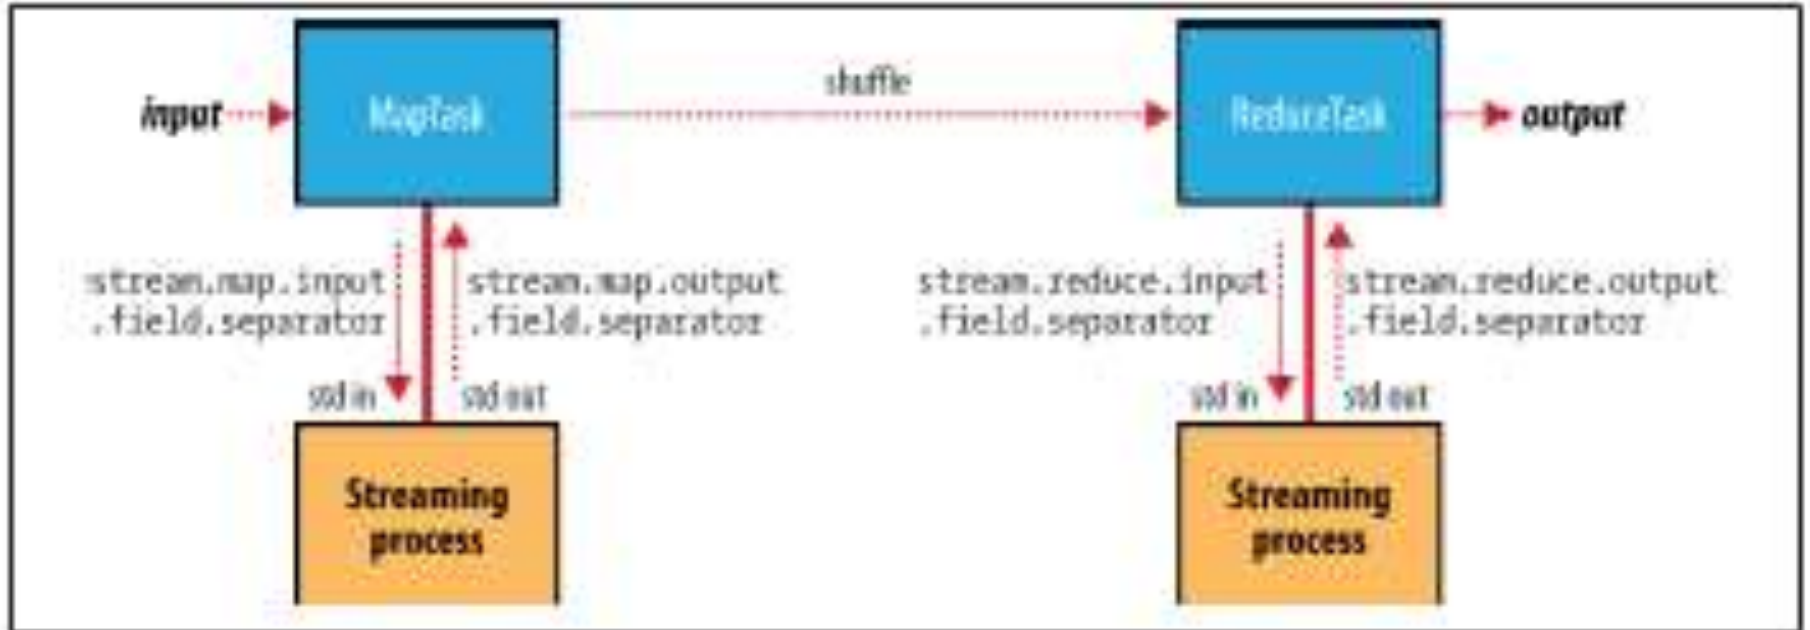 shuffle
input
MapTask
ReduceTask
output
stream.map.input
.field.separator
stream.map.output
.field.separator
stream.reduce.input
.field.separator
stream.reduce.output
.field.separator
std in
std out
std in
std out
Streaming
process
Streaming
process